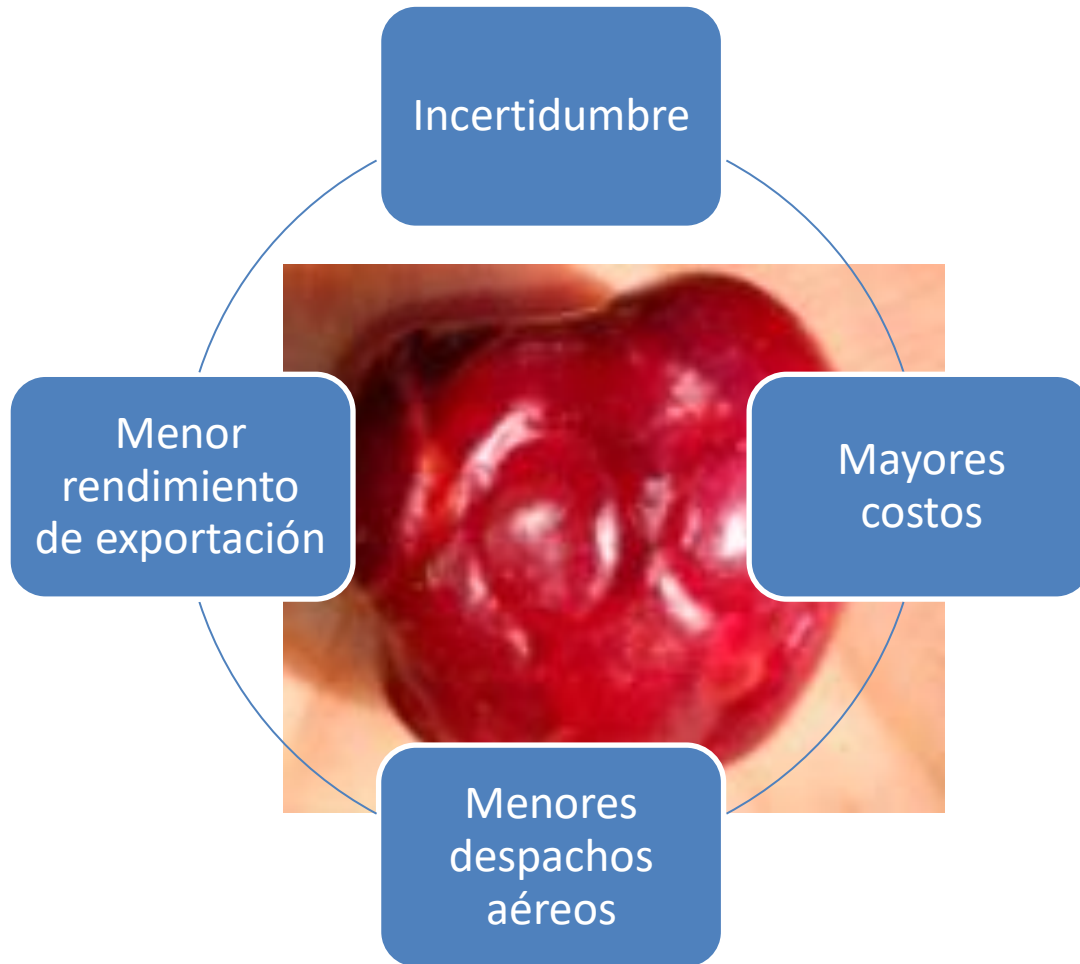 Incertidumbre
Mayores
costos
Menores
despachos
aéreos
Menor
rendimiento
de exportación